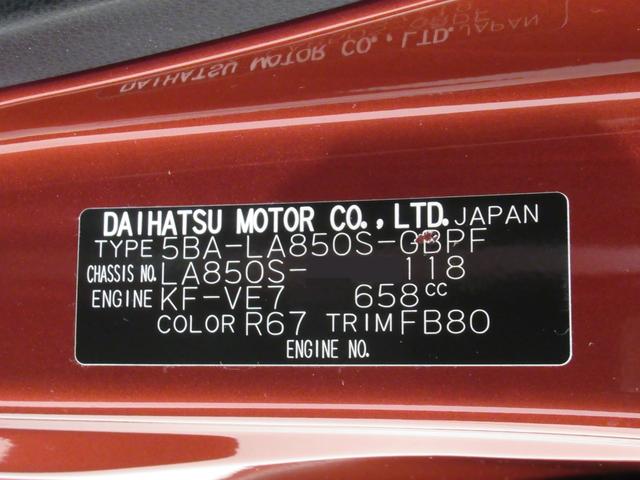 DAIHATSU MOTOR CO., LTD. JAPAN
TYPE 5BA-LA850S-GBPF
CHASSIS NO. LA850S- 118
ENGINE KF-VE7 658cc
COLOR R67 TRIM FB80
ENGINE NO.